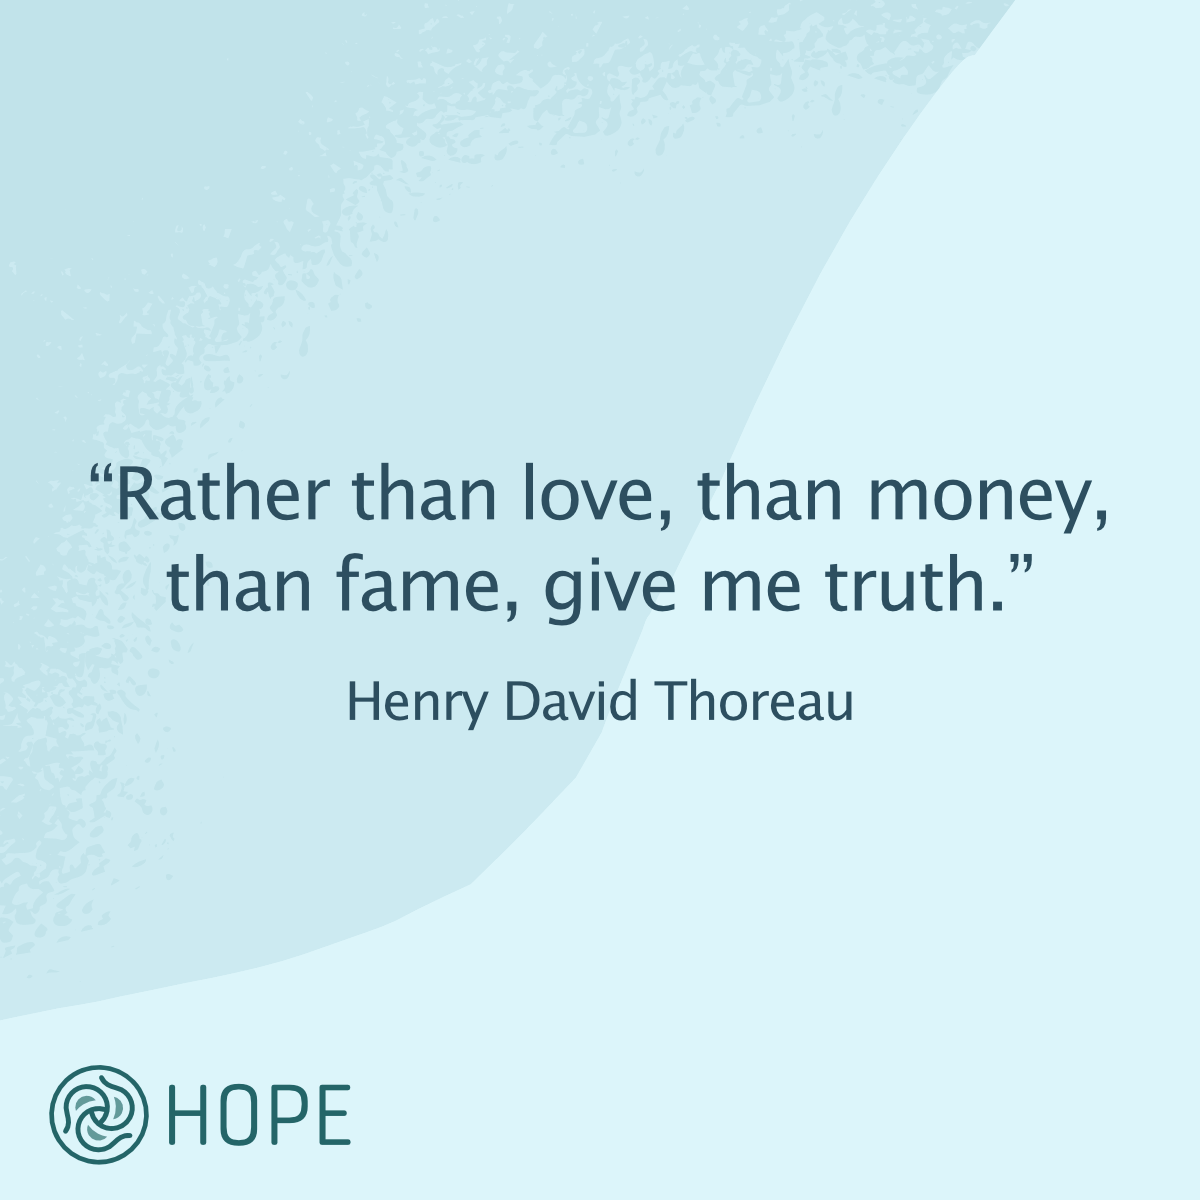 “Rather than love, than money,
than fame, give me truth.”
Henry David Thoreau
HOPE